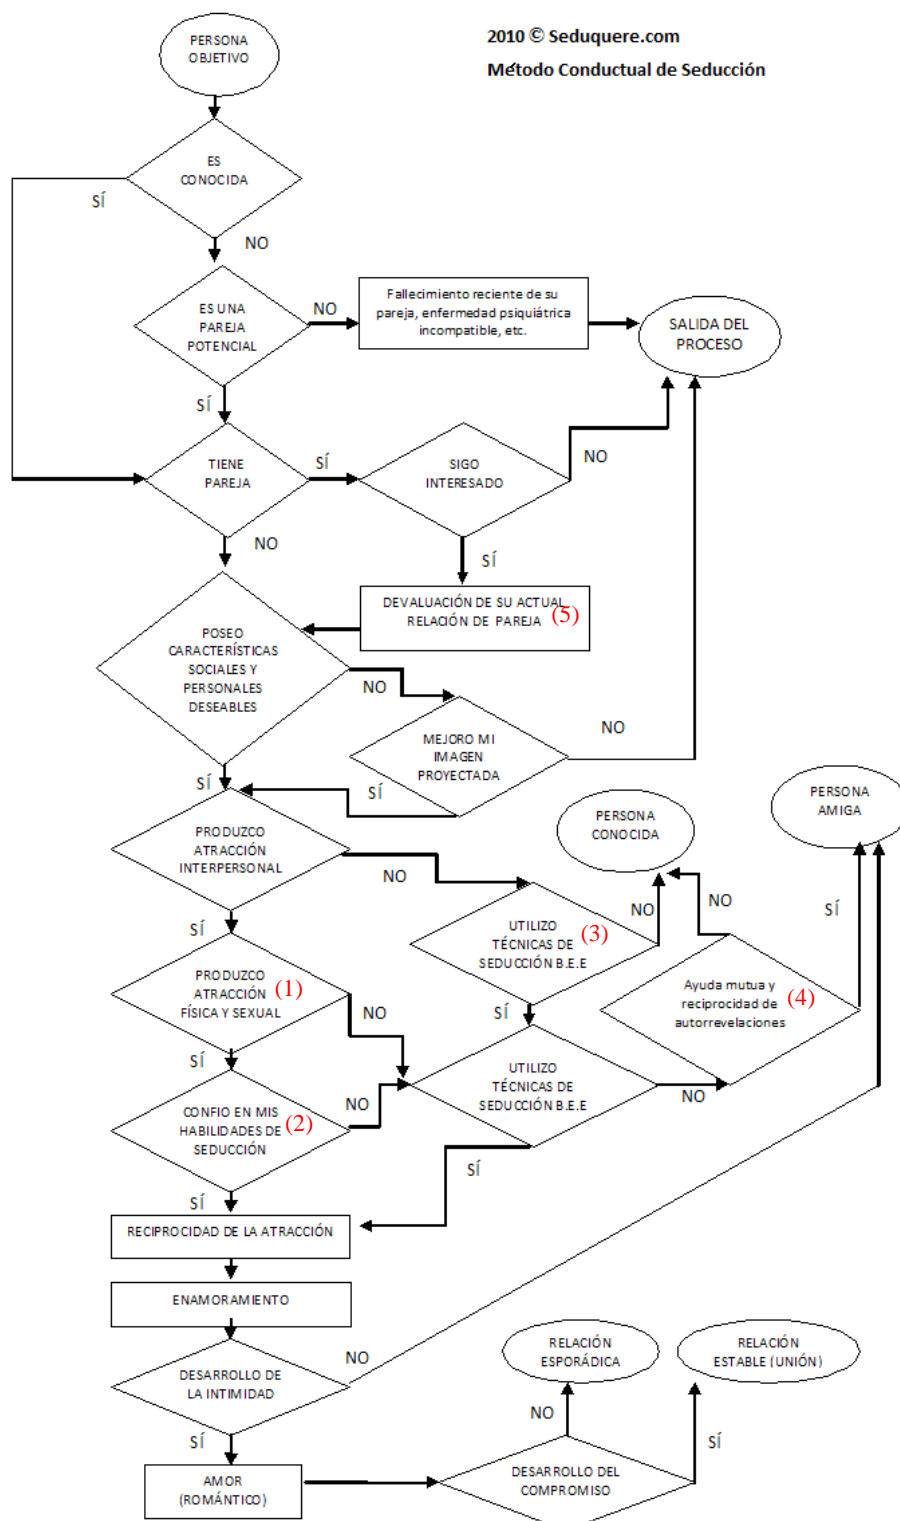 2010 © Seduquere.com
Método Conductual de Seducción
PERSONA
OBJETIVO
ES
CONOCIDA
SÍ
NO
ES UNA
PAREJA
POTENCIAL
NO
Fallecimiento reciente de su
pareja, enfermedad psiquiátrica
incompatible, etc.
SALIDA DEL
PROCESO
SÍ
TIENE
PAREJA
SÍ
SIGO
INTERESADO
NO
NO
SÍ
DEVALUACIÓN DE SU ACTUAL
RELACIÓN DE PAREJA (5)
POSEO
CARACTERÍSTICAS
SOCIALES Y
PERSONALES
DESEABLES
NO
MEJORO MI
IMAGEN
PROYECTADA
NO
SÍ
SÍ
PERSONA
CONOCIDA
PERSONA
AMIGA
PRODUZCO
ATRACCIÓN
INTERPERSONAL
NO
UTILIZO
TÉCNICAS DE
SEDUCCIÓN B.E.E
(3)
NO
NO
SÍ
SÍ
PRODUZCO
ATRACCIÓN
FÍSICA Y SEXUAL
(1)
NO
SÍ
Ayuda mutua y
reciprocidad de
autorrevelaciones
(4)
SÍ
CONFIO EN MIS
HABILIDADES DE
SEDUCCIÓN
(2)
NO
UTILIZO
TÉCNICAS DE
SEDUCCIÓN B.E.E
NO
SÍ
SÍ
RECIPROCIDAD DE LA ATRACCIÓN
ENAMORAMIENTO
DESARROLLO DE
LA INTIMIDAD
NO
RELACIÓN
ESPORÁDICA
RELACIÓN
ESTABLE (UNIÓN)
SÍ
NO
SÍ
AMOR
(ROMÁNTICO)
DESARROLLO DEL
COMPROMISO